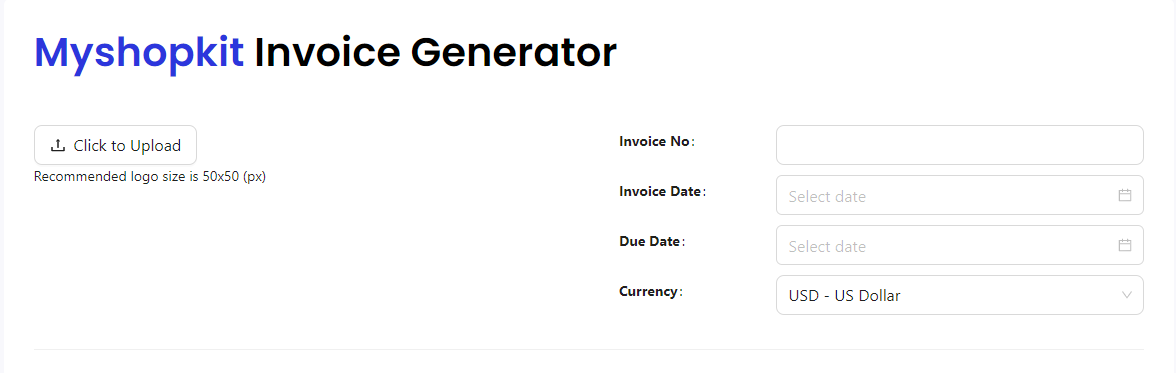 Myshopkit Invoice Generator
Click to Upload
Recommended logo size is 50x50 (px)
Invoice No:
Invoice Date: Select date
Due Date: Select date
Currency: USD - US Dollar